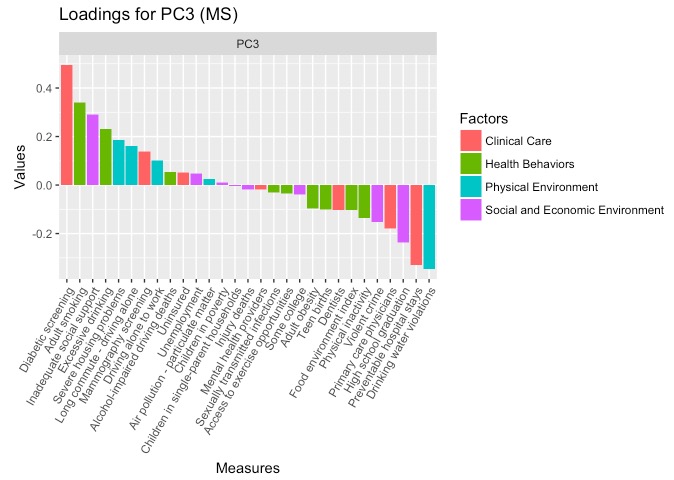 Loadings for PC3 (MS)
PC3
Values
0.4
0.2
0.0
-0.2
Diabetic screening
Adult smoking
Inadequate social support
Excessive drinking
Severe housing problems
Long commute - driving alone
Mammography screening
Driving alone to work
Alcohol-impaired driving deaths
Uninsured
Unemployment
Air pollution - particulate matter
Children in poverty
Children in single-parent households
Injury deaths
Mental health providers
Sexually transmitted infections
Access to exercise opportunities
Some college
Adult obesity
Teen births
Dentists
Food environment index
Physical inactivity
Violent crime
Primary care physicians
High school graduation
Preventable hospital stays
Drinking water violations
Measures
Factors
Clinical Care
Health Behaviors
Physical Environment
Social and Economic Environment